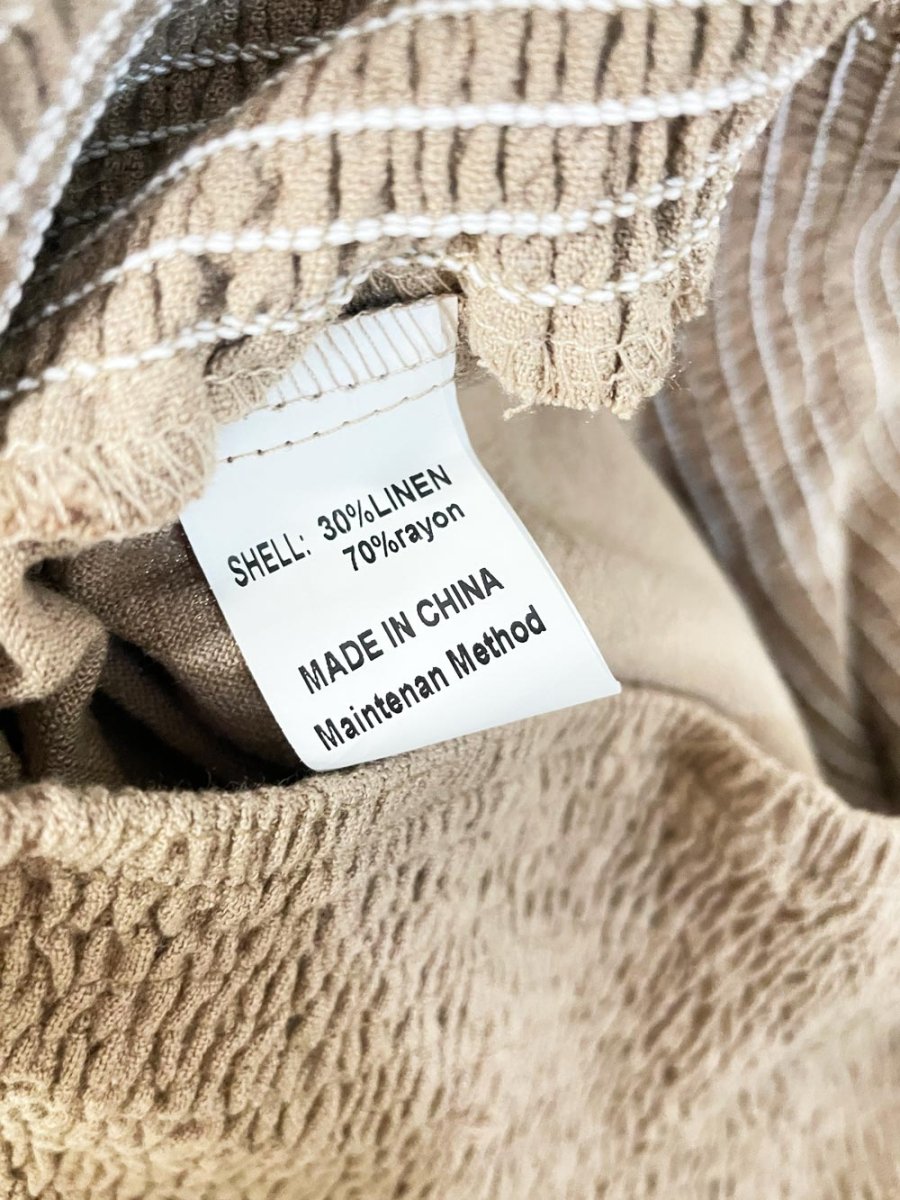 SHELL: 30%LINEN
70%rayon
MADE IN CHINA
Maintenan Method